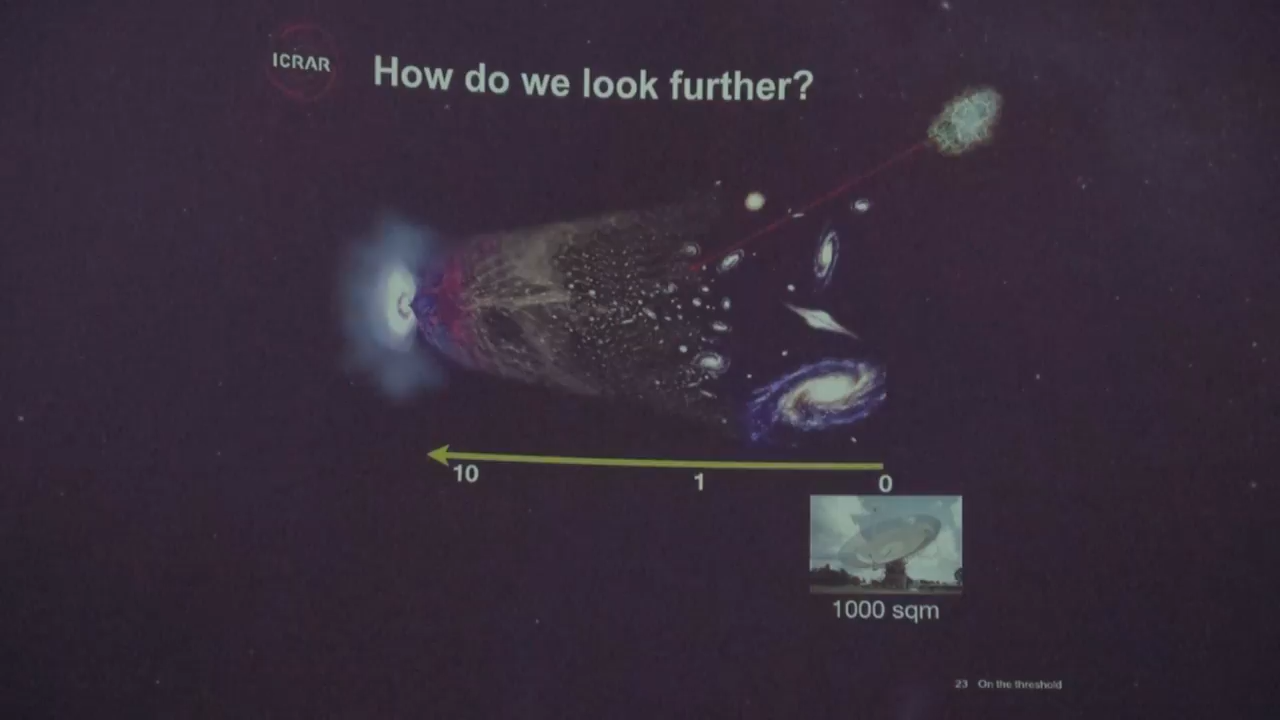 ICRAR
How do we look further?
10
1
0
1000 sqm
23 On the threshold